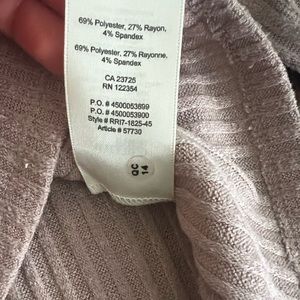 69% Polyester, 27% Rayon,
4% Spandex
69% Polyester, 27% Rayonne,
4% Spandex
CA 23725
RN 122354
P.O. # 4500053899
P.O. # 4500053900
Style # RRI7-1825-45
Article # 57730
QC
14